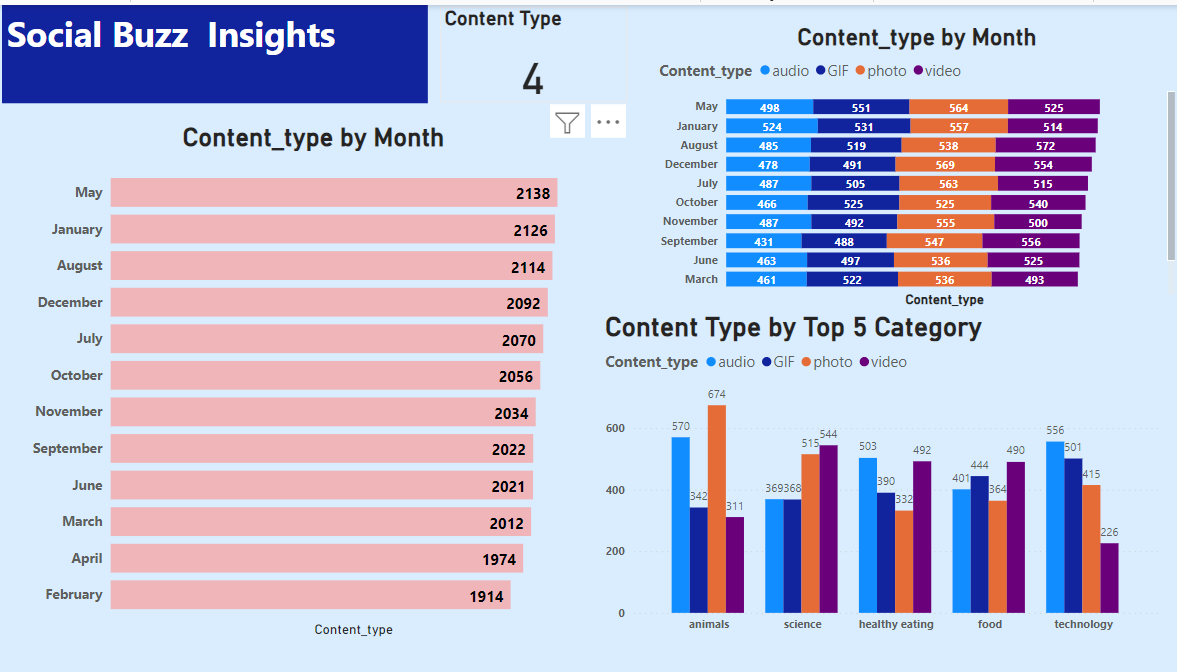 Social Buzz  Insights
Content Type
4
Content_type by Month
May 2138
January 2126
August 2114
December 2092
July 2070
October 2056
November 2034
September 2022
June 2021
March 2012
April 1974
February 1914
Content_type
Content_type by Month
Content_type audio GIF photo video
May 498 551 564 525
January 524 531 557 514
August 485 519 538 572
December 478 491 569 554
July 487 505 563 515
October 466 525 525 540
November 487 492 555 500
September 431 488 547 556
June 463 497 536 525
March 461 522 536 493
Content_type
Content Type by Top 5 Category
Content_type audio GIF photo video
600
400
200
0
570 342 674 311
369 368 515 544
503 390 332 492
401 444 364 490
556 501 415 226
animals science healthy eating food technology